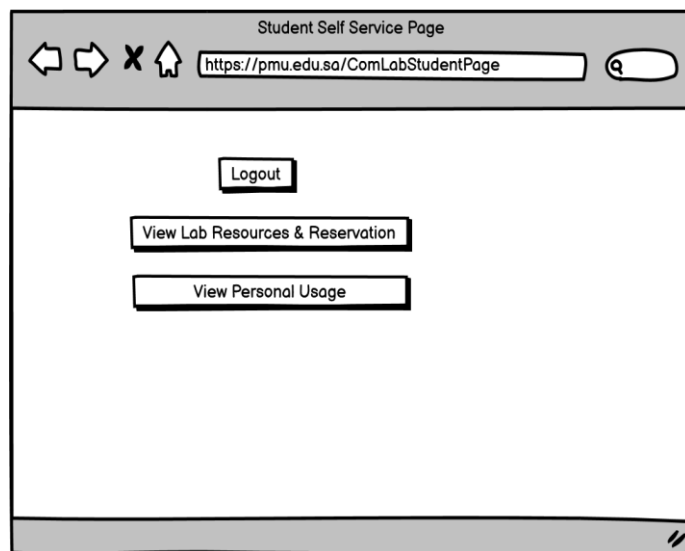 Student Self Service Page
https://pmu.edu.sa/ComLabStudentPage
Logout
View Lab Resources & Reservation
View Personal Usage